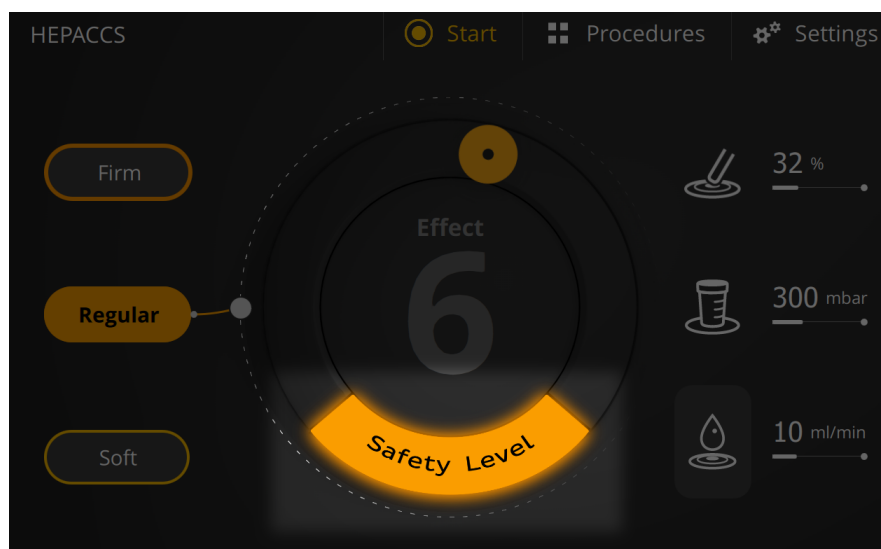 HEPACCS
Start
Procedures
Settings
Firm
Regular
Soft
Effect
6
Safety Level
32 %
300 mbar
10 ml/min